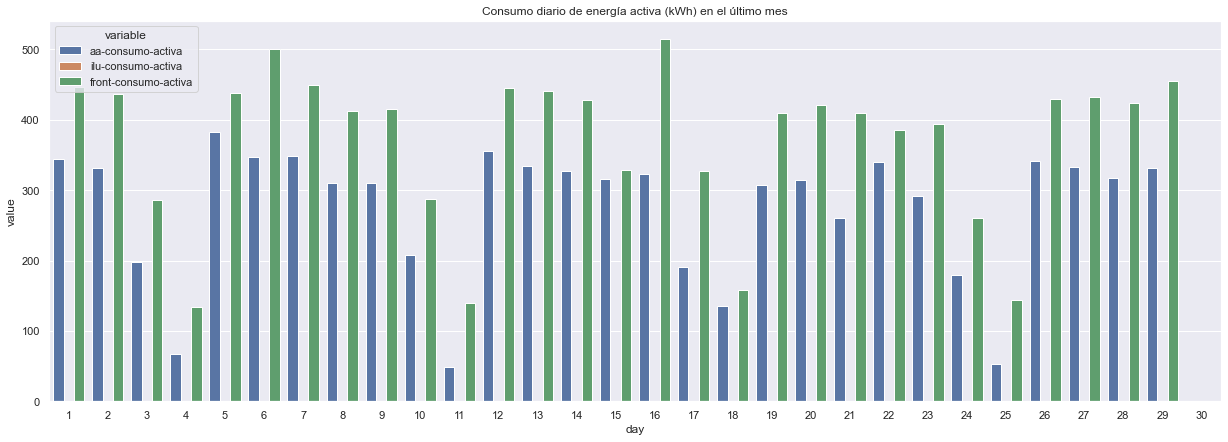 Consumo diario de energía activa (kWh) en el último mes
variable
aa-consumo-activa
ilu-consumo-activa
front-consumo-activa
value
500
400
300
200
100
0
1 2 3 4 5 6 7 8 9 10 11 12 13 14 15 16 17 18 19 20 21 22 23 24 25 26 27 28 29 30
day